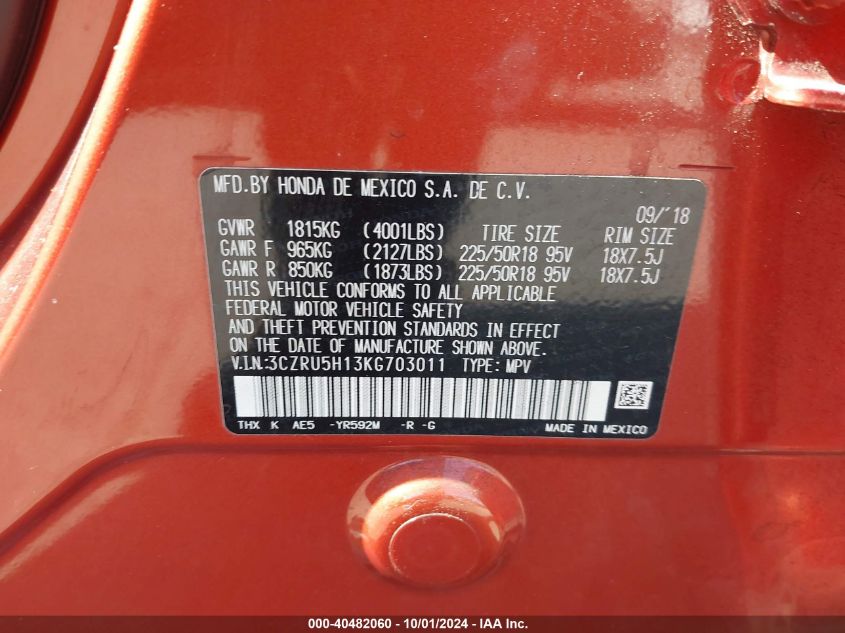 MFD.BY HONDA DE MEXICO S.A. DE C.V.
09/'18
GVWR 1815KG (4001LBS) TIRE SIZE RIM SIZE
GAWR F 965KG (2127LBS) 225/50R18 95V 18X7.5J
GAWR R 850KG (1873LBS) 225/50R18 95V 18X7.5J
THIS VEHICLE CONFORMS TO ALL APPLICABLE
FEDERAL MOTOR VEHICLE SAFETY
AND THEFT PREVENTION STANDARDS IN EFFECT
ON THE DATE OF MANUFACTURE SHOWN ABOVE.
V.I.N.:3CZRU5H13KG703011 TYPE: MPV
THX K AE5 -YR592M -R -G MADE IN MEXICO
000-40482060 - 10/01/2024 - IAA Inc.